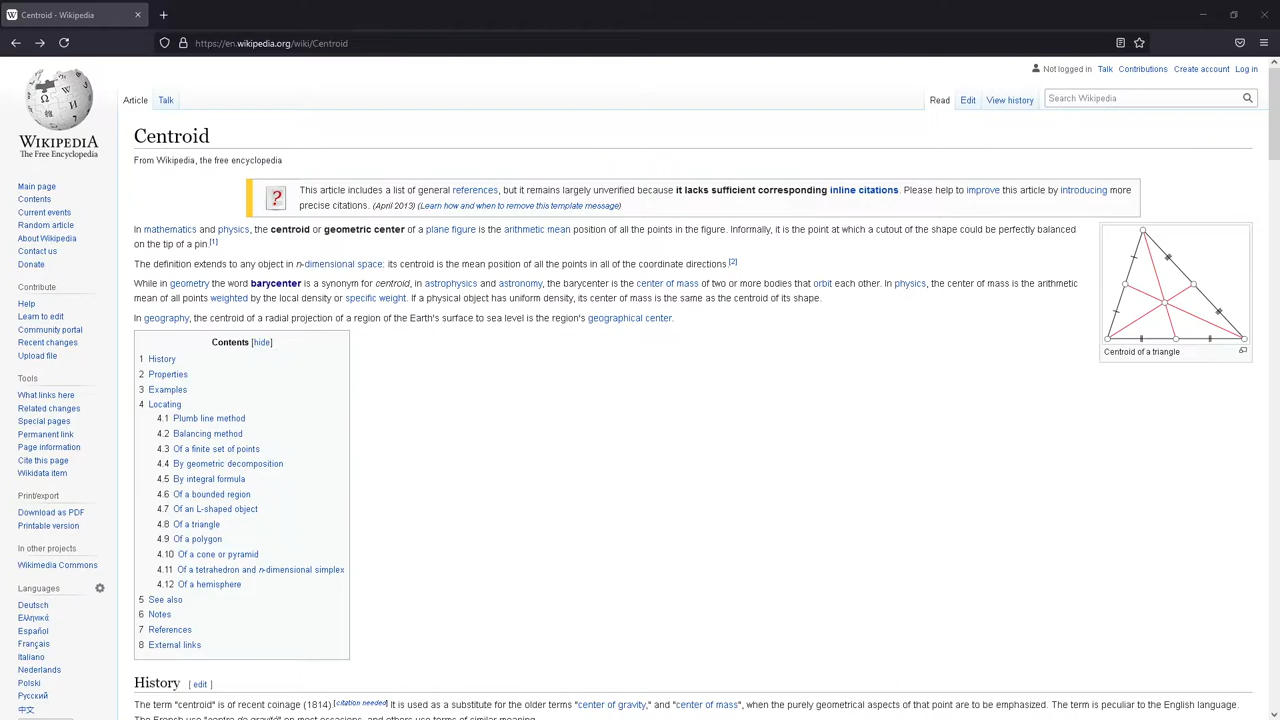 Centroid - Wikipedia
https://en.wikipedia.org/wiki/Centroid
Not logged in Talk Contributions Create account Log in
Article Talk Read Edit View history Search Wikipedia
WIKIPEDIA
The Free Encyclopedia
Main page
Contents
Current events
Random article
About Wikipedia
Contact us
Donate
Contribute
Help
Learn to edit
Community portal
Recent changes
Upload file
Tools
What links here
Related changes
Special pages
Permanent link
Page information
Cite this page
Wikidata item
Print/export
Download as PDF
Printable version
In other projects
Wikimedia Commons
Languages
Deutsch
Ελληνικά
Español
Français
Italiano
Nederlands
Polski
Русский
中文
Centroid
From Wikipedia, the free encyclopedia
? This article includes a list of general references, but it remains largely unverified because it lacks sufficient corresponding inline citations. Please help to improve this article by introducing more
precise citations. (April 2013) (Learn how and when to remove this template message)
In mathematics and physics, the centroid or geometric center of a plane figure is the arithmetic mean position of all the points in the figure. Informally, it is the point at which a cutout of the shape could be perfectly balanced
on the tip of a pin.[1]
The definition extends to any object in n-dimensional space: its centroid is the mean position of all the points in all of the coordinate directions.[2]
While in geometry the word barycenter is a synonym for centroid, in astrophysics and astronomy, the barycenter is the center of mass of two or more bodies that orbit each other. In physics, the center of mass is the arithmetic
mean of all points weighted by the local density or specific weight. If a physical object has uniform density, its center of mass is the same as the centroid of its shape.
In geography, the centroid of a radial projection of a region of the Earth's surface to sea level is the region's geographical center.
Centroid of a triangle
Contents [hide]
1 History
2 Properties
3 Examples
4 Locating
4.1 Plumb line method
4.2 Balancing method
4.3 Of a finite set of points
4.4 By geometric decomposition
4.5 By integral formula
4.6 Of a bounded region
4.7 Of an L-shaped object
4.8 Of a triangle
4.9 Of a polygon
4.10 Of a cone or pyramid
4.11 Of a tetrahedron and n-dimensional simplex
4.12 Of a hemisphere
5 See also
6 Notes
7 References
8 External links
History [ edit ]
The term "centroid" is of recent coinage (1814).[citation needed] It is used as a substitute for the older terms "center of gravity," and "center of mass", when the purely geometrical aspects of that point are to be emphasized. The term is peculiar to the English language.
The French use "centre de gravité" on most occasions, and others use terms of similar meaning.